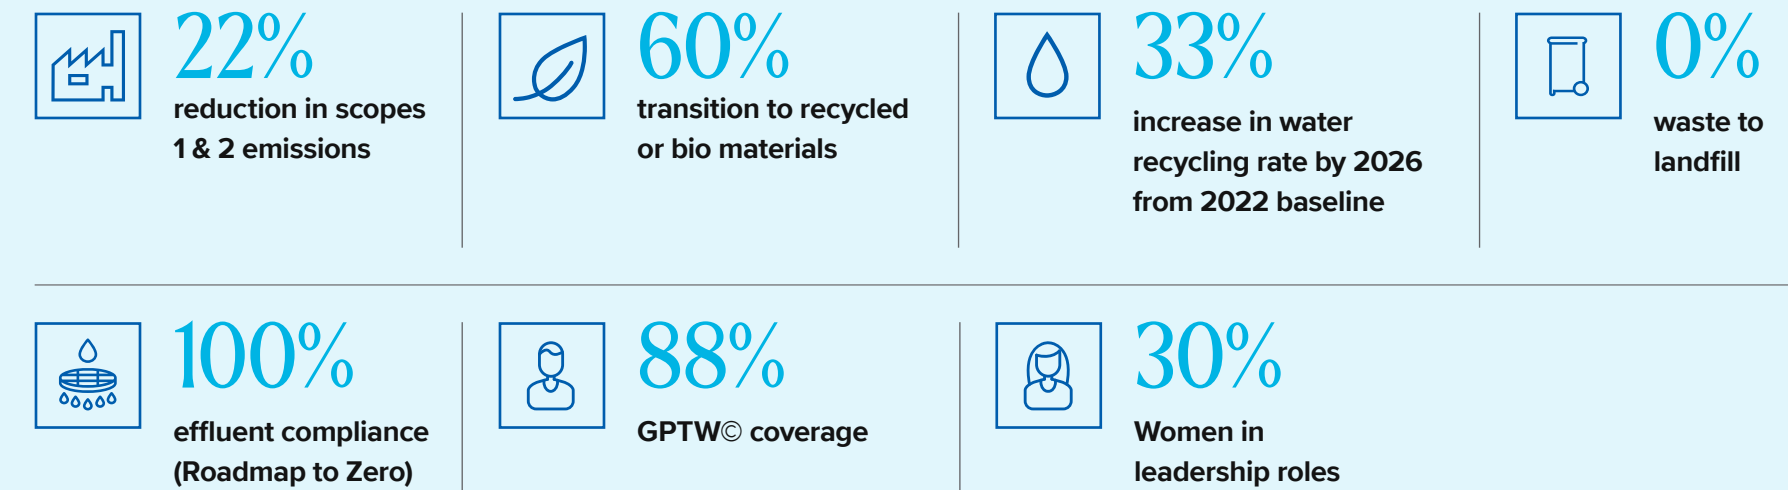 22%
reduction in scopes
1 & 2 emissions
60%
transition to recycled
or bio materials
33%
increase in water
recycling rate by 2026
from 2022 baseline
0%
waste to
landfill
100%
effluent compliance
(Roadmap to Zero)
88%
GPTW© coverage
30%
Women in
leadership roles